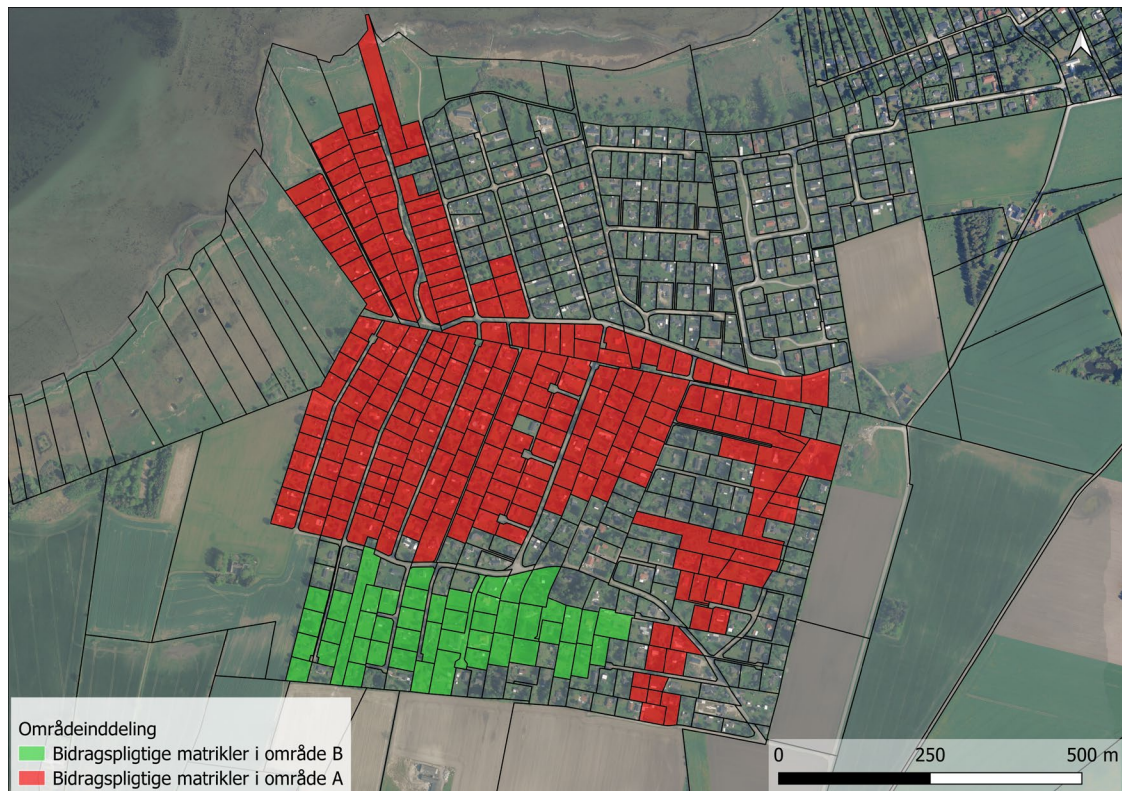 Områdeinddeling
Bidragspligtige matrikler i område B
Bidragspligtige matrikler i område A
0 250 500 m